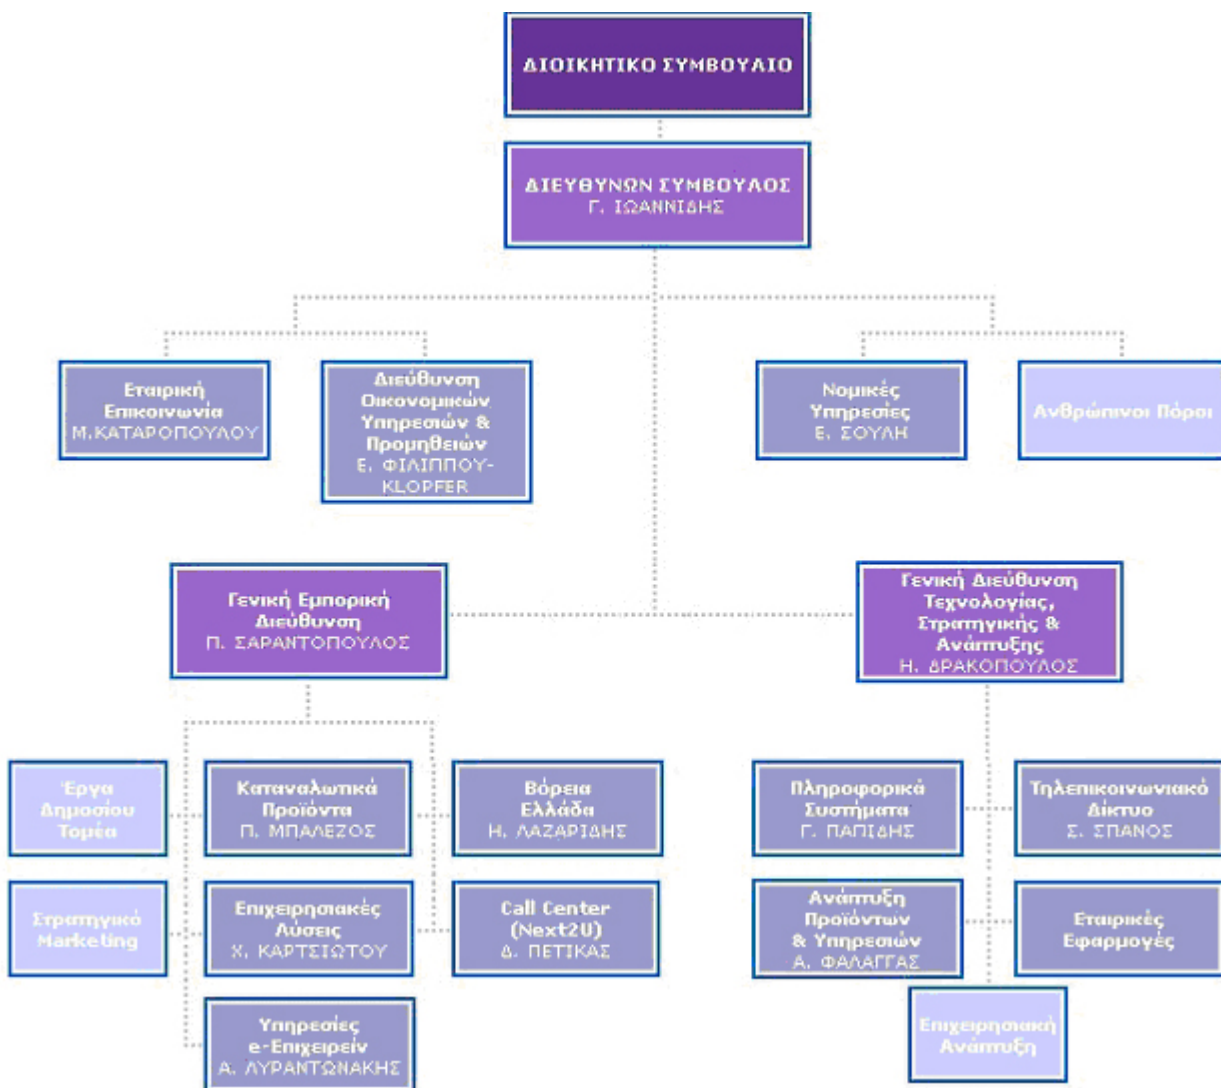 ΔΙΟΙΚΗΤΙΚΟ ΣΥΜΒΟΥΛΙΟ
ΔΙΕΥΘΥΝΩΝ ΣΥΜΒΟΥΛΟΣ
Γ. ΙΩΑΝΝΙΔΗΣ
Εταιρική
Επικοινωνία
Μ.ΚΑΤΑΡΟΠΟΥΛΟΥ
Διεύθυνση
Οικονομικών
Υπηρεσιών &
Προμηθειών
Ε. ΦΙΛΙΠΠΟΥ-
KLOPFER
Νομικές
Υπηρεσίες
Ε. ΣΟΥΛΗ
Ανθρώπινοι Πόροι
Γενική Εμπορική
Διεύθυνση
Π. ΣΑΡΑΝΤΟΠΟΥΛΟΣ
Γενική Διεύθυνση
Τεχνολογίας,
Στρατηγικής &
Ανάπτυξης
Η. ΔΡΑΚΟΠΟΥΛΟΣ
Έργα
Δημοσίου
Τομέα
Καταναλωτικά
Προϊόντα
Π. ΜΠΑΛΕΖΟΣ
Βόρεια
Ελλάδα
Η. ΛΑΖΑΡΙΔΗΣ
Πληροφορικά
Συστήματα
Γ. ΠΑΠΙΔΗΣ
Τηλεπικοινωνιακό
Δίκτυο
Σ. ΣΠΑΝΟΣ
Στρατηγικό
Marketing
Επιχειρησιακές
Λύσεις
Χ. ΚΑΡΤΣΙΩΤΟΥ
Call Center
(Next2U)
Δ. ΠΕΤΙΚΑΣ
Ανάπτυξη
Προϊόντων
& Υπηρεσιών
Α. ΦΑΛΑΓΓΑΣ
Εταιρικές
Εφαρμογές
Υπηρεσίες
e-Επιχειρείν
Α. ΛΥΡΑΝΤΩΝΑΚΗΣ
Επιχειρησιακή
Ανάπτυξη